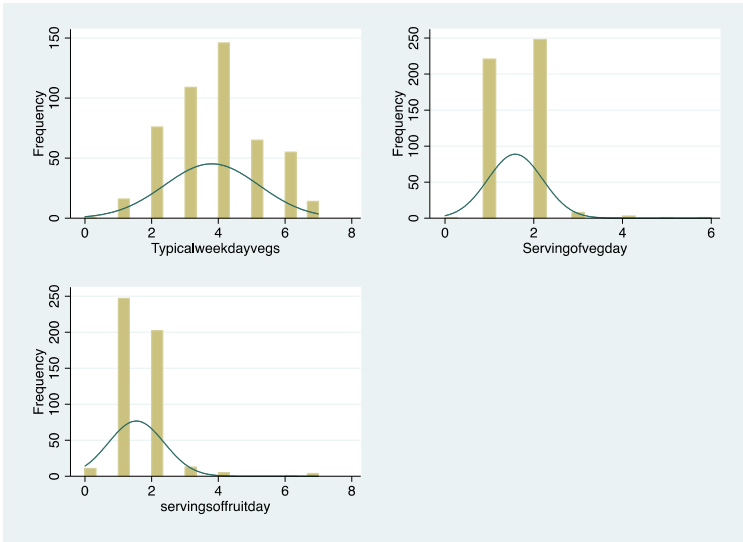 Frequency
150
100
50
0
0 2 4 6 8
Typicalweekdayvegs
Frequency
250
200
150
100
50
0
0 2 4 6
Servingofvegday
Frequency
250
200
150
100
50
0
0 2 4 6 8
servingsoffruitday